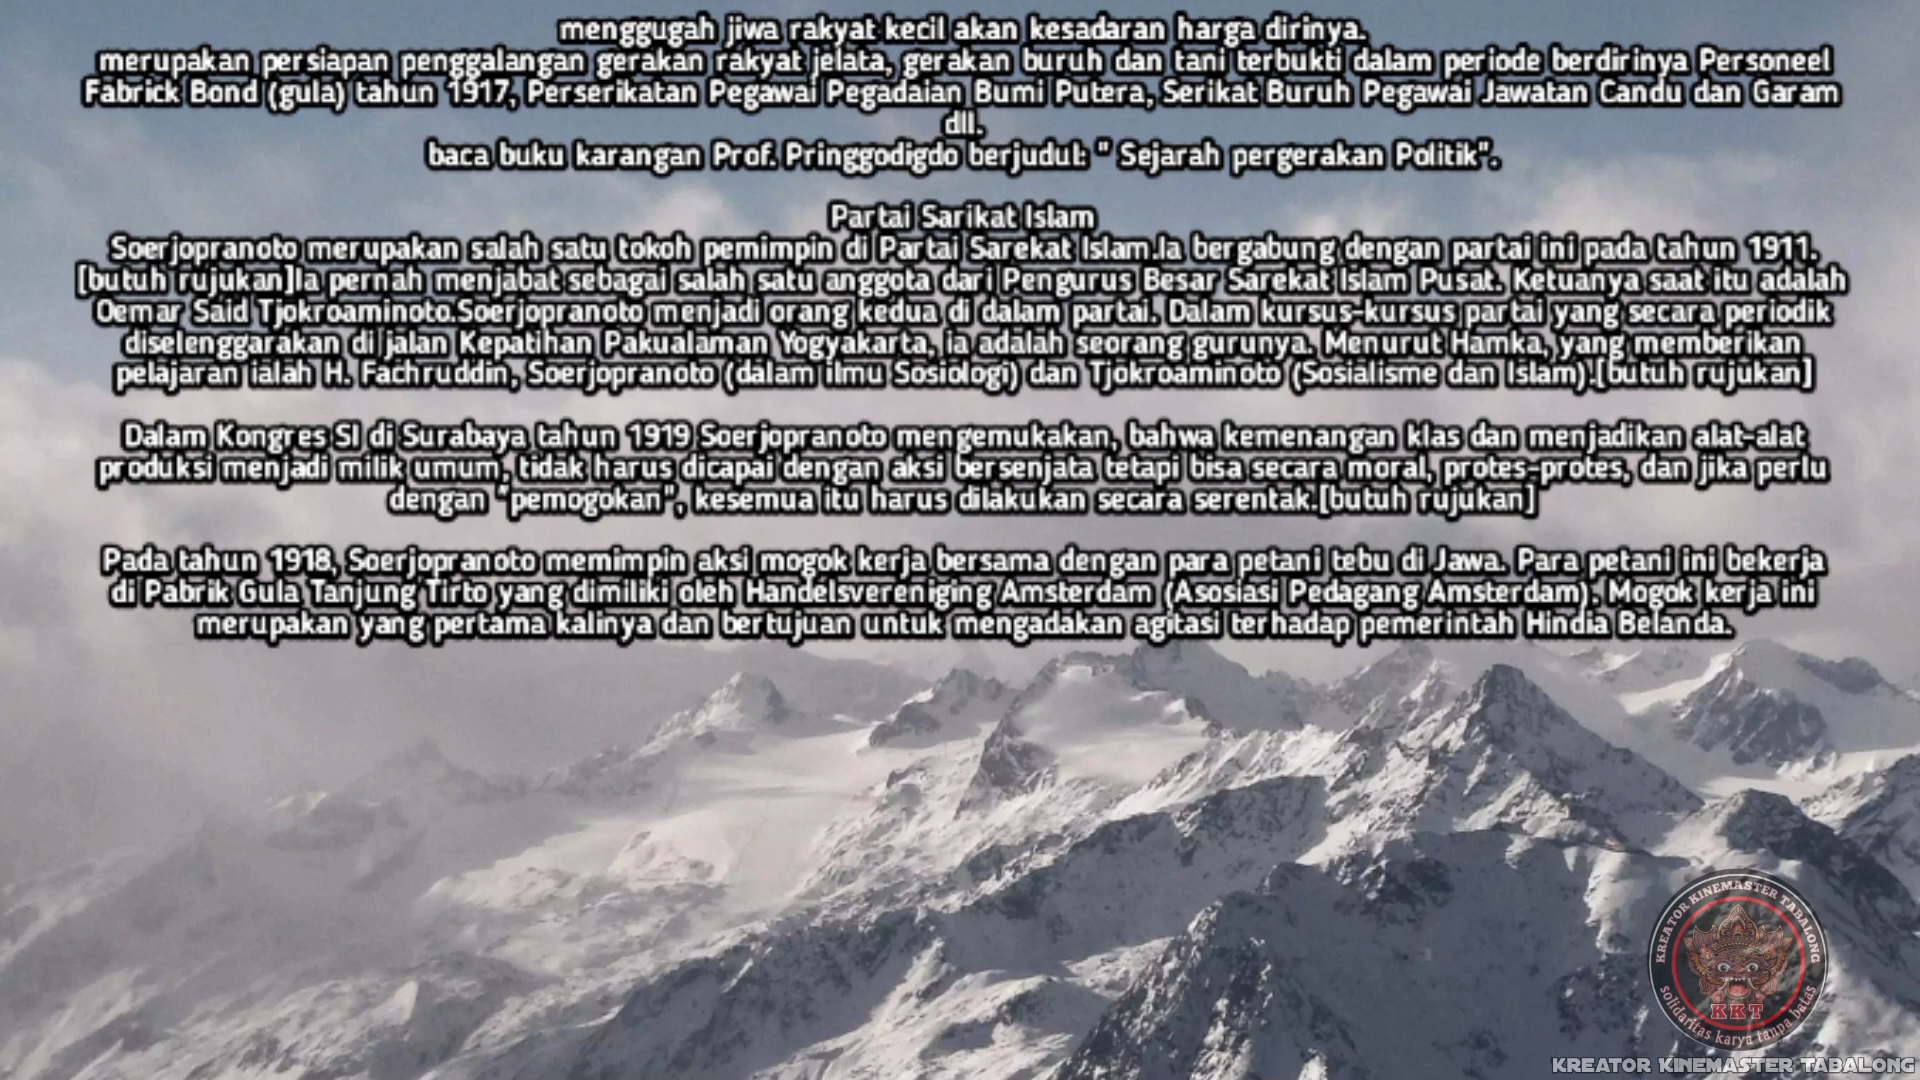 menggugah jiwa rakyat kecil akan kesadaran harga dirinya.
merupakan persiapan penggalangan gerakan rakyat jelata, gerakan buruh dan tani terbukti dalam periode berdirinya Personeel
Fabrick Bond (gula) tahun 1917, Perserikatan Pegawai Pegadaian Bumi Putera, Serikat Buruh Pegawai Jawatan Candu dan Garam
dll.
baca buku karangan Prof. Pringgodigdo berjudul: " Sejarah pergerakan Politik".
Partai Sarikat Islam
Soerjopranoto merupakan salah satu tokoh pemimpin di Partai Sarekat Islam.Ia bergabung dengan partai ini pada tahun 1911.
[butuh rujukan]Ia pernah menjabat sebagai salah satu anggota dari Pengurus Besar Sarekat Islam Pusat. Ketuanya saat itu adalah
Oemar Said Tjokroaminoto.Soerjopranoto menjadi orang kedua di dalam partai. Dalam kursus-kursus partai yang secara periodik
diselenggarakan di jalan Kepatihan Pakualaman Yogyakarta, ia adalah seorang gurunya. Menurut Hamka, yang memberikan
pelajaran ialah H. Fachruddin, Soerjopranoto (dalam ilmu Sosiologi) dan Tjokroaminoto (Sosialisme dan Islam).[butuh rujukan]
Dalam Kongres SI di Surabaya tahun 1919 Soerjopranoto mengemukakan, bahwa kemenangan klas dan menjadikan alat-alat
produksi menjadi milik umum, tidak harus dicapai dengan aksi bersenjata tetapi bisa secara moral, protes-protes, dan jika perlu
dengan "pemogokan", kesemua itu harus dilakukan secara serentak.[butuh rujukan]
Pada tahun 1918, Soerjopranoto memimpin aksi mogok kerja bersama dengan para petani tebu di Jawa. Para petani ini bekerja
di Pabrik Gula Tanjung Tirto yang dimiliki oleh Handelsvereniging Amsterdam (Asosiasi Pedagang Amsterdam). Mogok kerja ini
merupakan yang pertama kalinya dan bertujuan untuk mengadakan agitasi terhadap pemerintah Hindia Belanda.
KREATOR KINEMASTER TABALONG
KKT
solidaritas karya tanpa batas
KREATOR KINEMASTER TABALONG